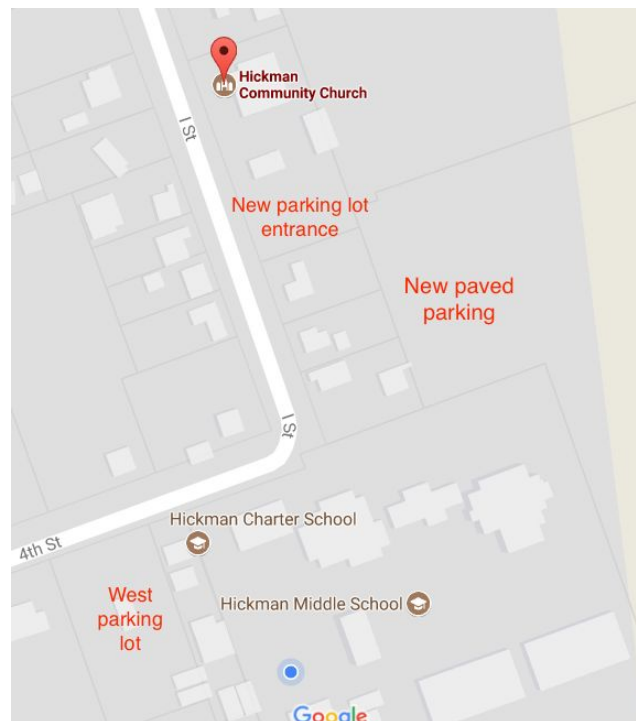 Hickman
Community Church
I St
New parking lot
entrance
New paved
parking
I St
4th St
Hickman Charter School
West
parking
lot
Hickman Middle School
Google